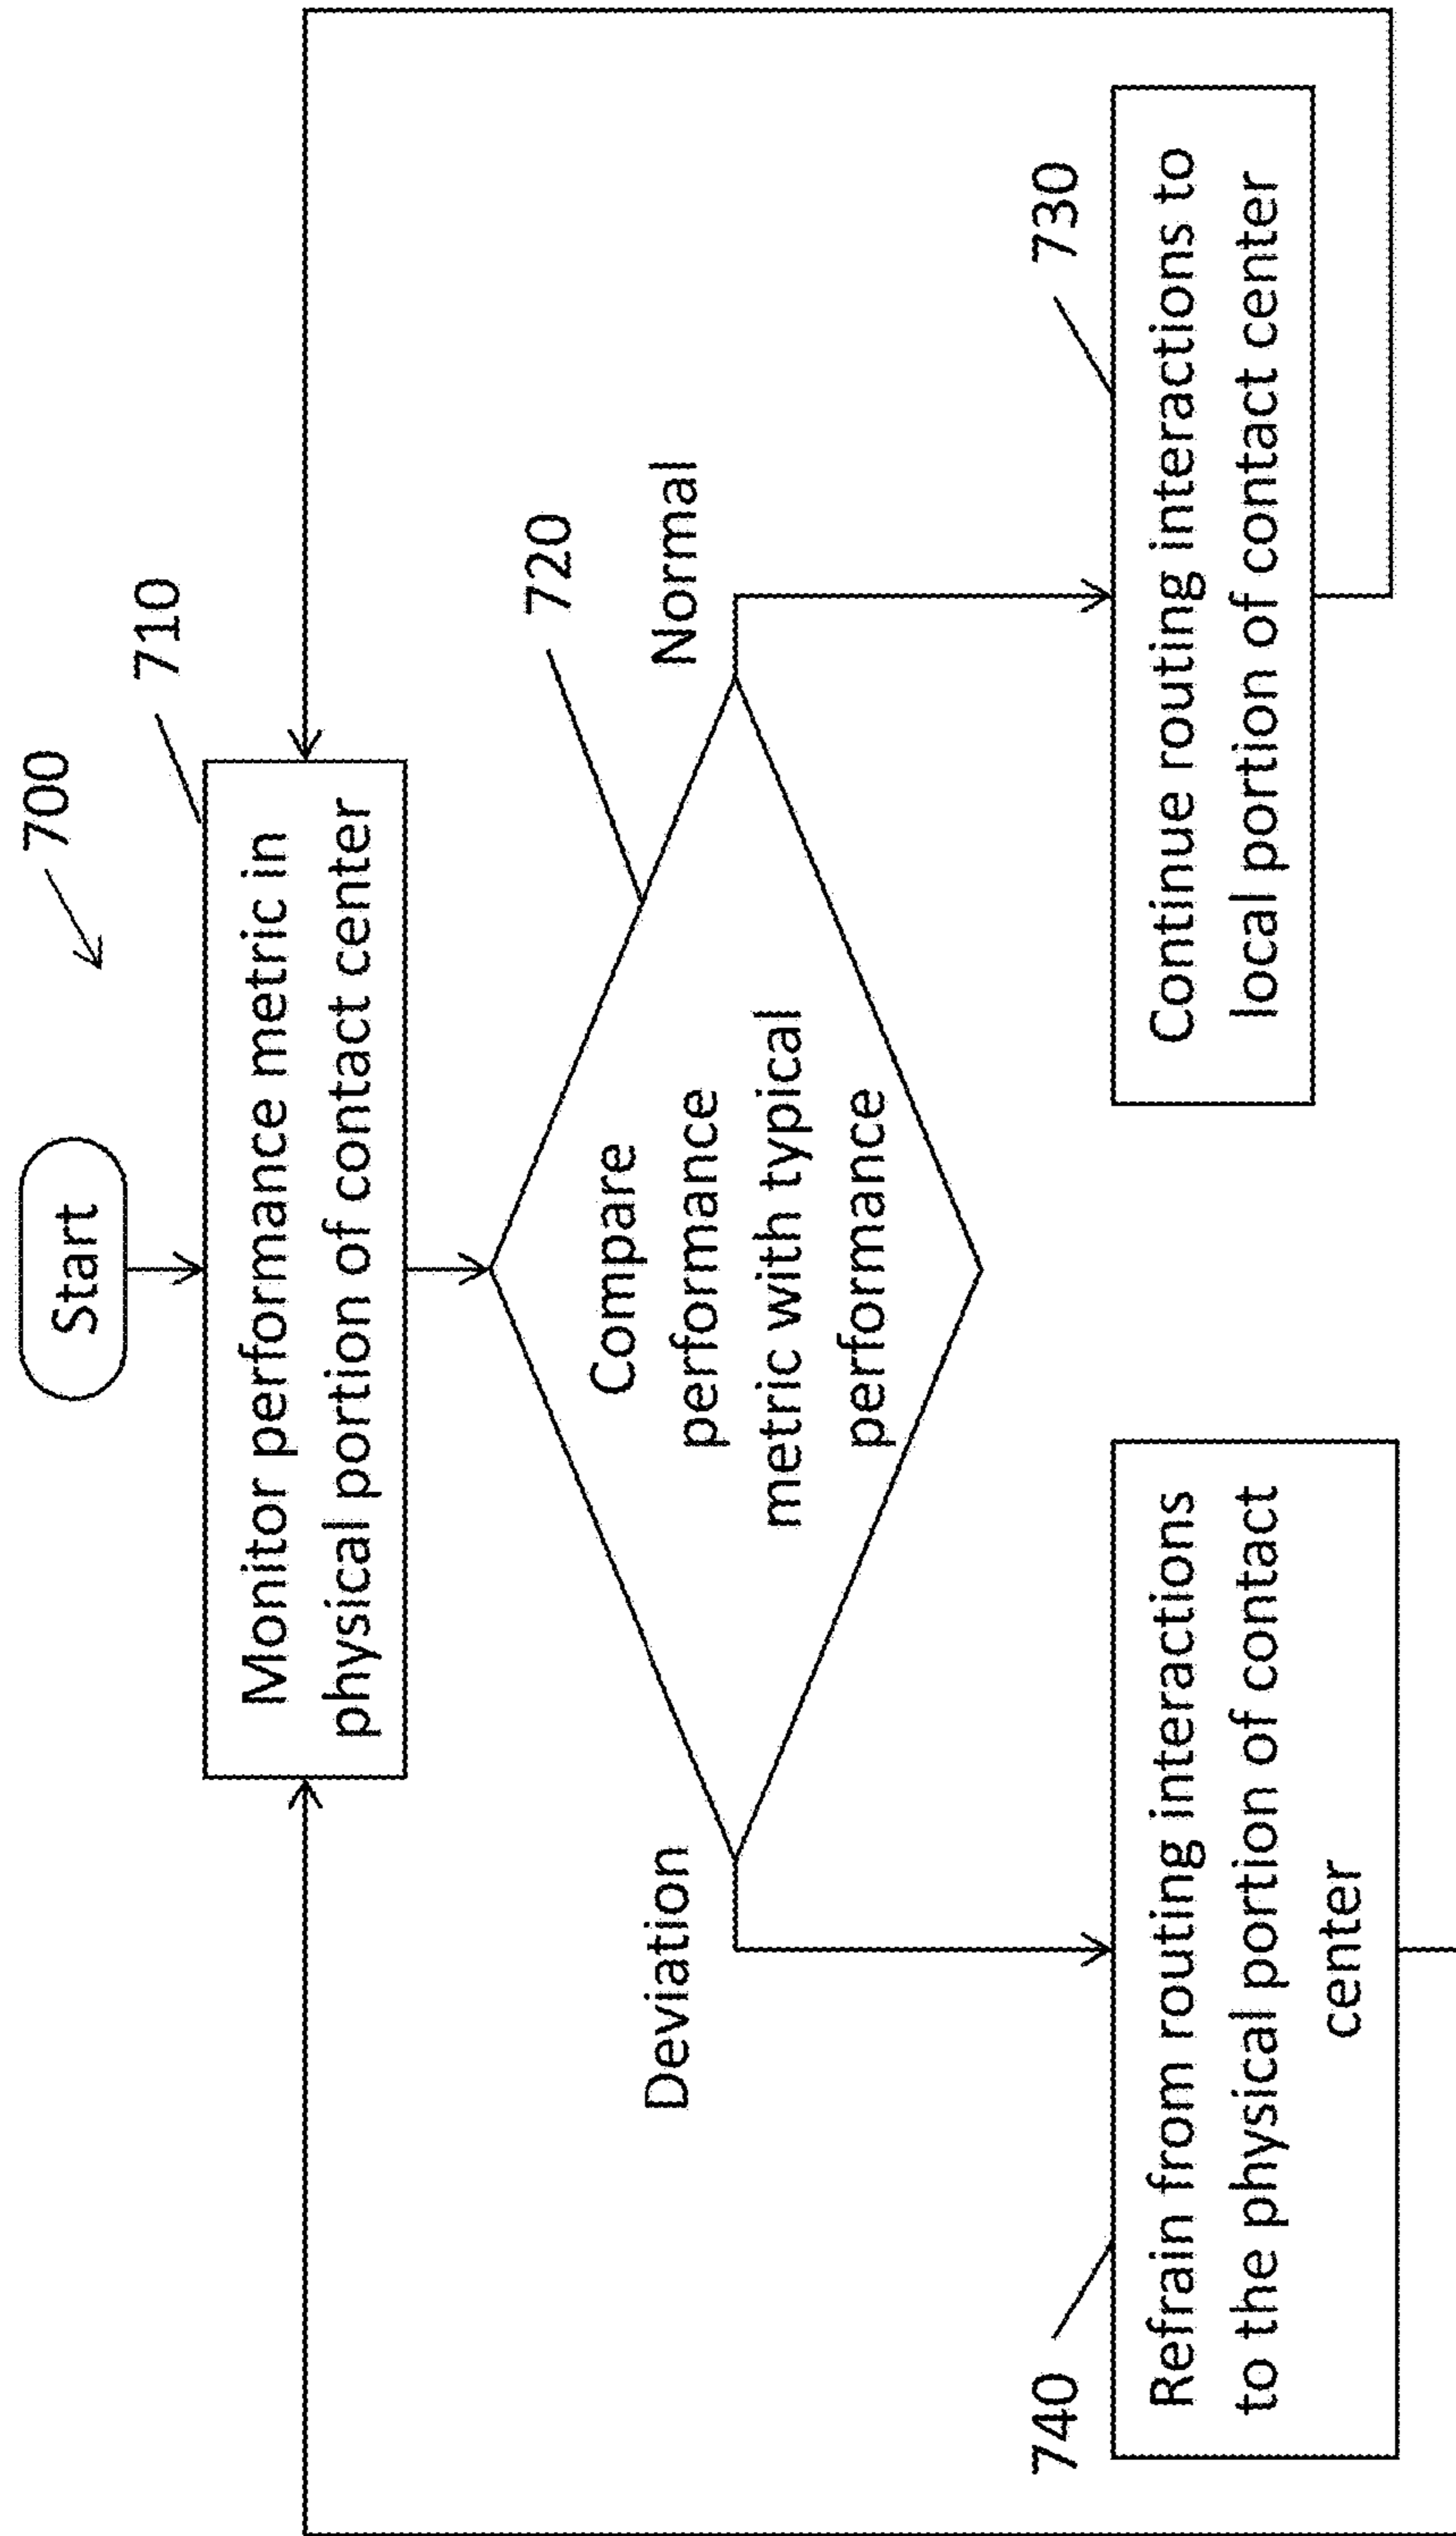 700
Start
710
Monitor performance metric in
physical portion of contact center
720
Compare
performance
metric with typical
performance
Deviation
Normal
740
Refrain from routing interactions
to the physical portion of contact
center
730
Continue routing interactions to
local portion of contact center